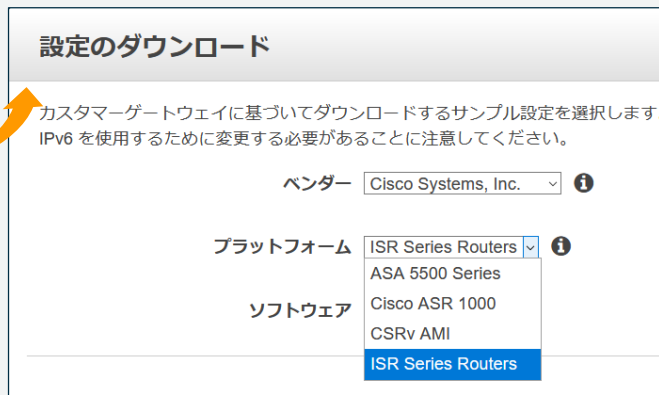 設定のダウンロード
カスタマーゲートウェイに基づいてダウンロードするサンプル設定を選択します
IPv6 を使用するために変更する必要があることに注意してください。
ベンダー Cisco Systems, Inc.
プラットフォーム ISR Series Routers
ASA 5500 Series
ソフトウェア Cisco ASR 1000
CSRv AMI
ISR Series Routers